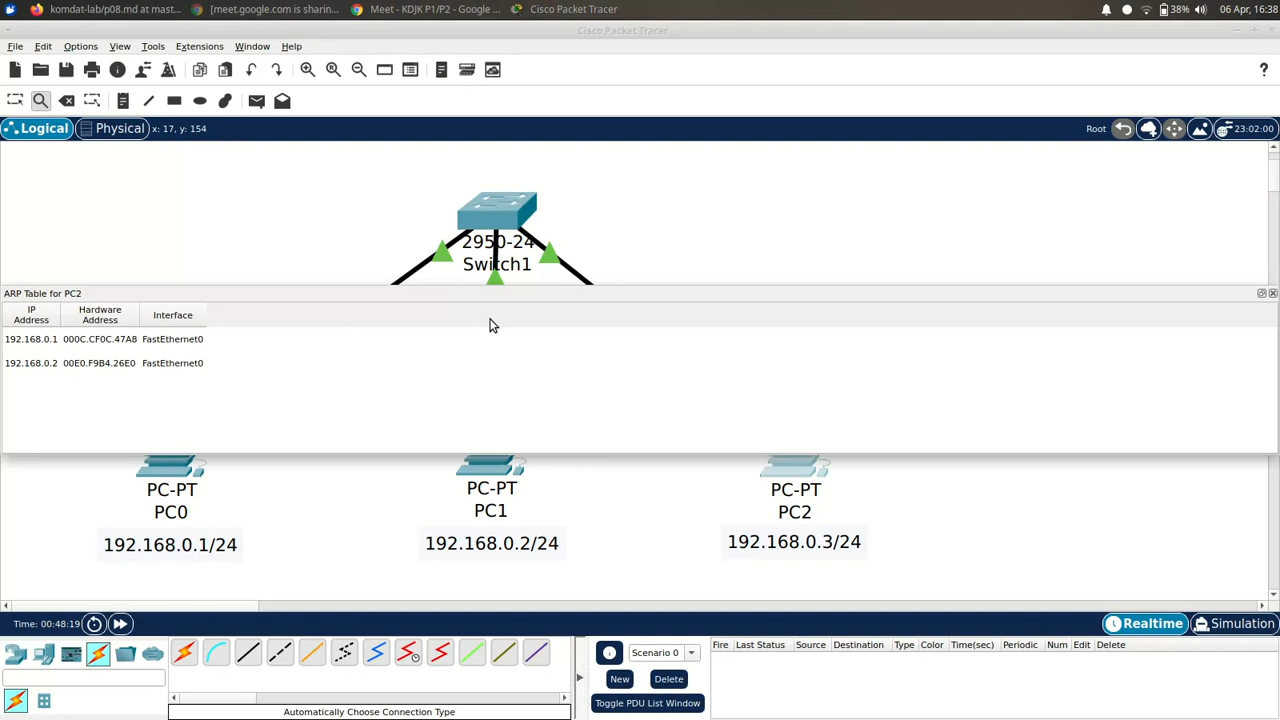 komdat-lab/p08.md at mast...
[meet.google.com is sharin...
Meet - KDJK P1/P2 - Google ...
Cisco Packet Tracer
38%
06 Apr, 16:38
Cisco Packet Tracer
File Edit Options View Tools Extensions Window Help
Logical
Physical
x: 17, y: 154
Root
23:02:00
2950-24
Switch1
ARP Table for PC2
IP Address
Hardware Address
Interface
192.168.0.1 000C.CF0C.47A8 FastEthernet0
192.168.0.2 00E0.F9B4.26E0 FastEthernet0
PC-PT
PC0
192.168.0.1/24
PC-PT
PC1
192.168.0.2/24
PC-PT
PC2
192.168.0.3/24
Time: 00:48:19
Realtime
Simulation
Scenario 0
New
Delete
Toggle PDU List Window
Fire Last Status Source Destination Type Color Time(sec) Periodic Num Edit Delete
Automatically Choose Connection Type